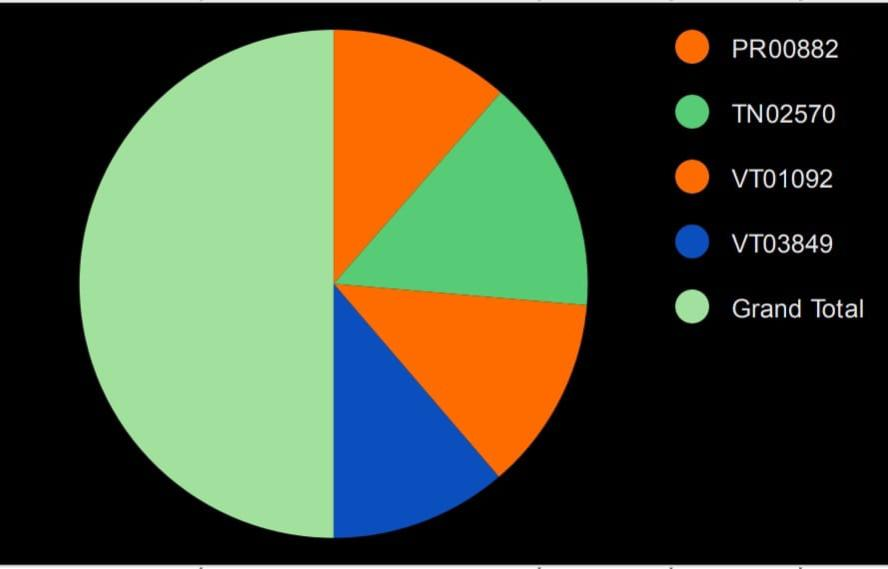 PR00882
TN02570
VT01092
VT03849
Grand Total